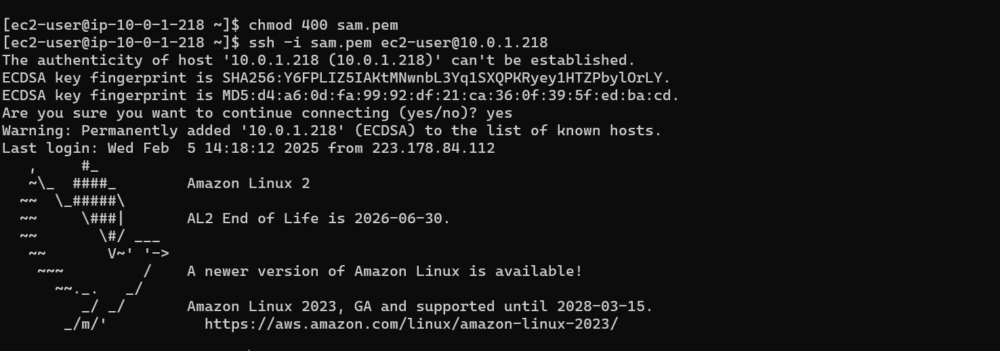 [ec2-user@ip-10-0-1-218 ~]$ chmod 400 sam.pem
[ec2-user@ip-10-0-1-218 ~]$ ssh -i sam.pem ec2-user@10.0.1.218
The authenticity of host '10.0.1.218 (10.0.1.218)' can't be established.
ECDSA key fingerprint is SHA256:Y6FPLIZ5IAKtMNwnbL3Yq1SXQPKRyey1HTZPbylOrLY.
ECDSA key fingerprint is MD5:d4:a6:0d:fa:99:92:df:21:ca:36:0f:39:5f:ed:ba:cd.
Are you sure you want to continue connecting (yes/no)? yes
Warning: Permanently added '10.0.1.218' (ECDSA) to the list of known hosts.
Last login: Wed Feb  5 14:18:12 2025 from 223.178.84.112
   ,     #_
   ~\_  ####_        Amazon Linux 2
  ~~  \_#####\
  ~~     \###|       AL2 End of Life is 2026-06-30.
  ~~       \#/ ___
   ~~       V~' '->
    ~~~         /    A newer version of Amazon Linux is available!
      ~~._.   _/
         _/ _/       Amazon Linux 2023, GA and supported until 2028-03-15.
       _/m/'           https://aws.amazon.com/linux/amazon-linux-2023/